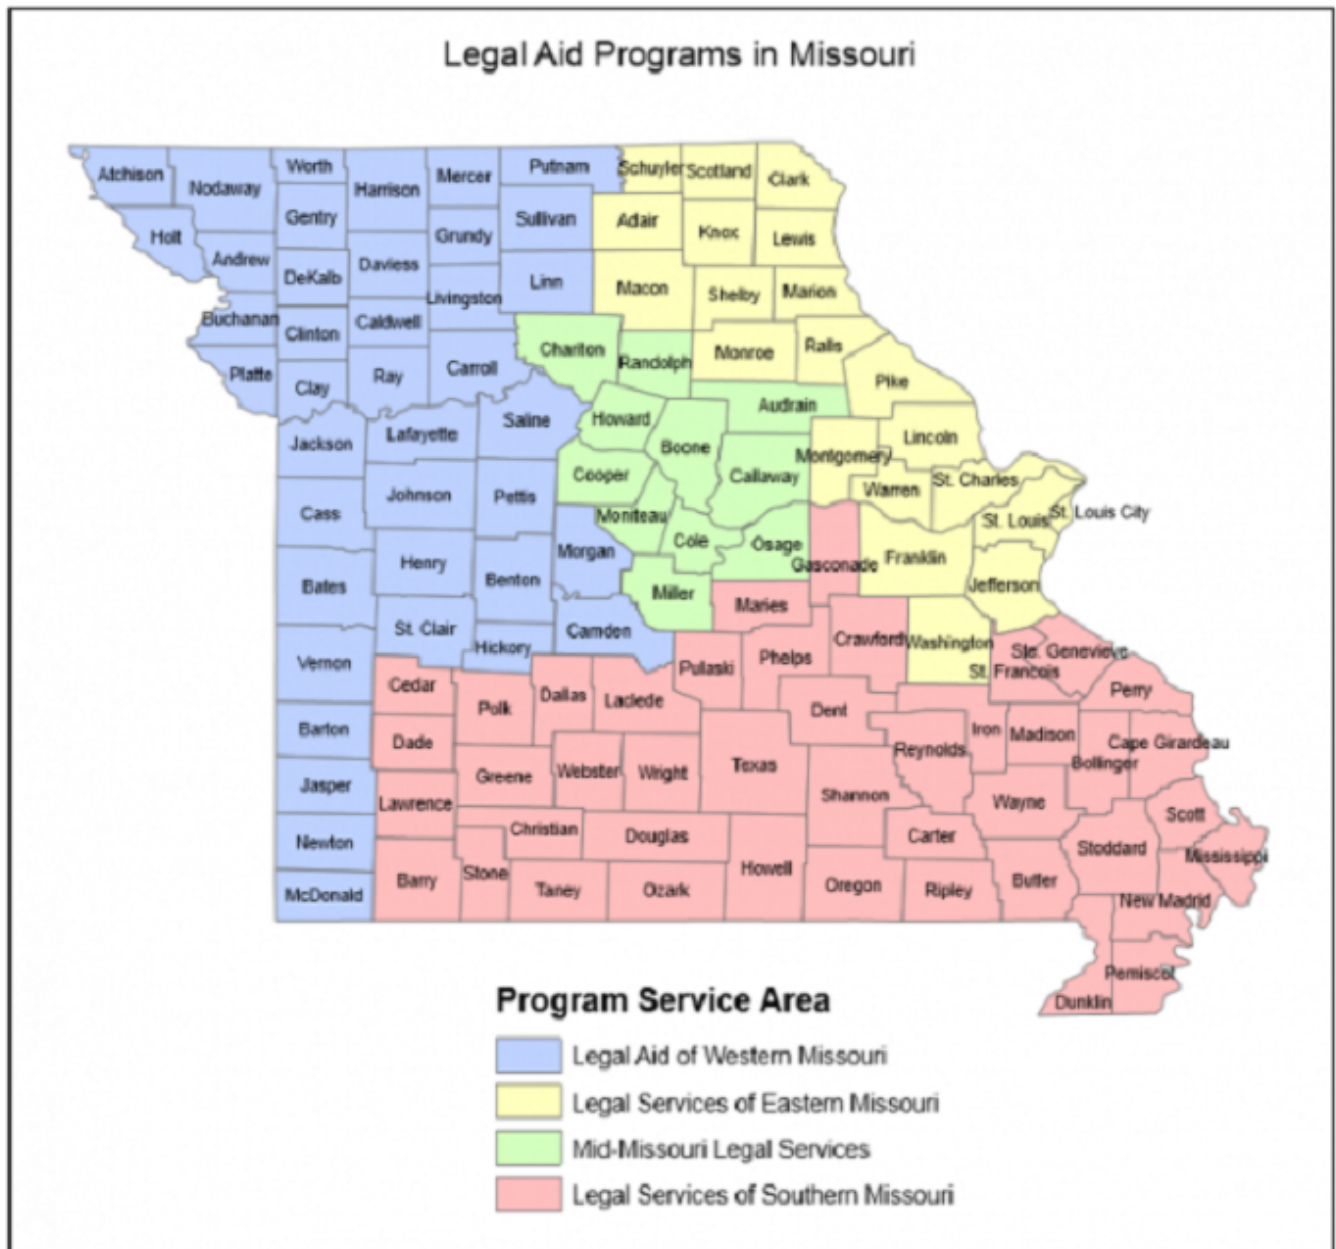 Legal Aid Programs in Missouri
Atchison
Nodaway
Worth
Harrison
Mercer
Putnam
Schuyler
Scotland
Clark
Holt
Gentry
Grundy
Sullivan
Adair
Knox
Lewis
Andrew
DeKalb
Daviess
Livingston
Linn
Macon
Shelby
Marion
Buchanan
Clinton
Caldwell
Chariton
Randolph
Monroe
Ralls
Platte
Clay
Ray
Carroll
Pike
Jackson
Lafayette
Saline
Howard
Boone
Audrain
Lincoln
Cass
Johnson
Pettis
Cooper
Callaway
Montgomery
Warren
St. Charles
Moniteau
St. Louis
St. Louis City
Bates
Henry
Benton
Morgan
Cole
Osage
Gasconade
Franklin
Jefferson
Miller
Maries
Vernon
St. Clair
Hickory
Camden
Pulaski
Phelps
Crawford
Washington
Ste. Genevieve
St. Francois
Cedar
Polk
Dallas
Laclede
Dent
Perry
Barton
Dade
Iron
Madison
Cape Girardeau
Reynolds
Bollinger
Jasper
Greene
Webster
Wright
Texas
Lawrence
Shannon
Wayne
Scott
Newton
Christian
Douglas
Carter
Stoddard
Mississippi
McDonald
Barry
Stone
Taney
Ozark
Howell
Oregon
Ripley
Butler
New Madrid
Pemiscot
Dunklin
Program Service Area
Legal Aid of Western Missouri
Legal Services of Eastern Missouri
Mid-Missouri Legal Services
Legal Services of Southern Missouri